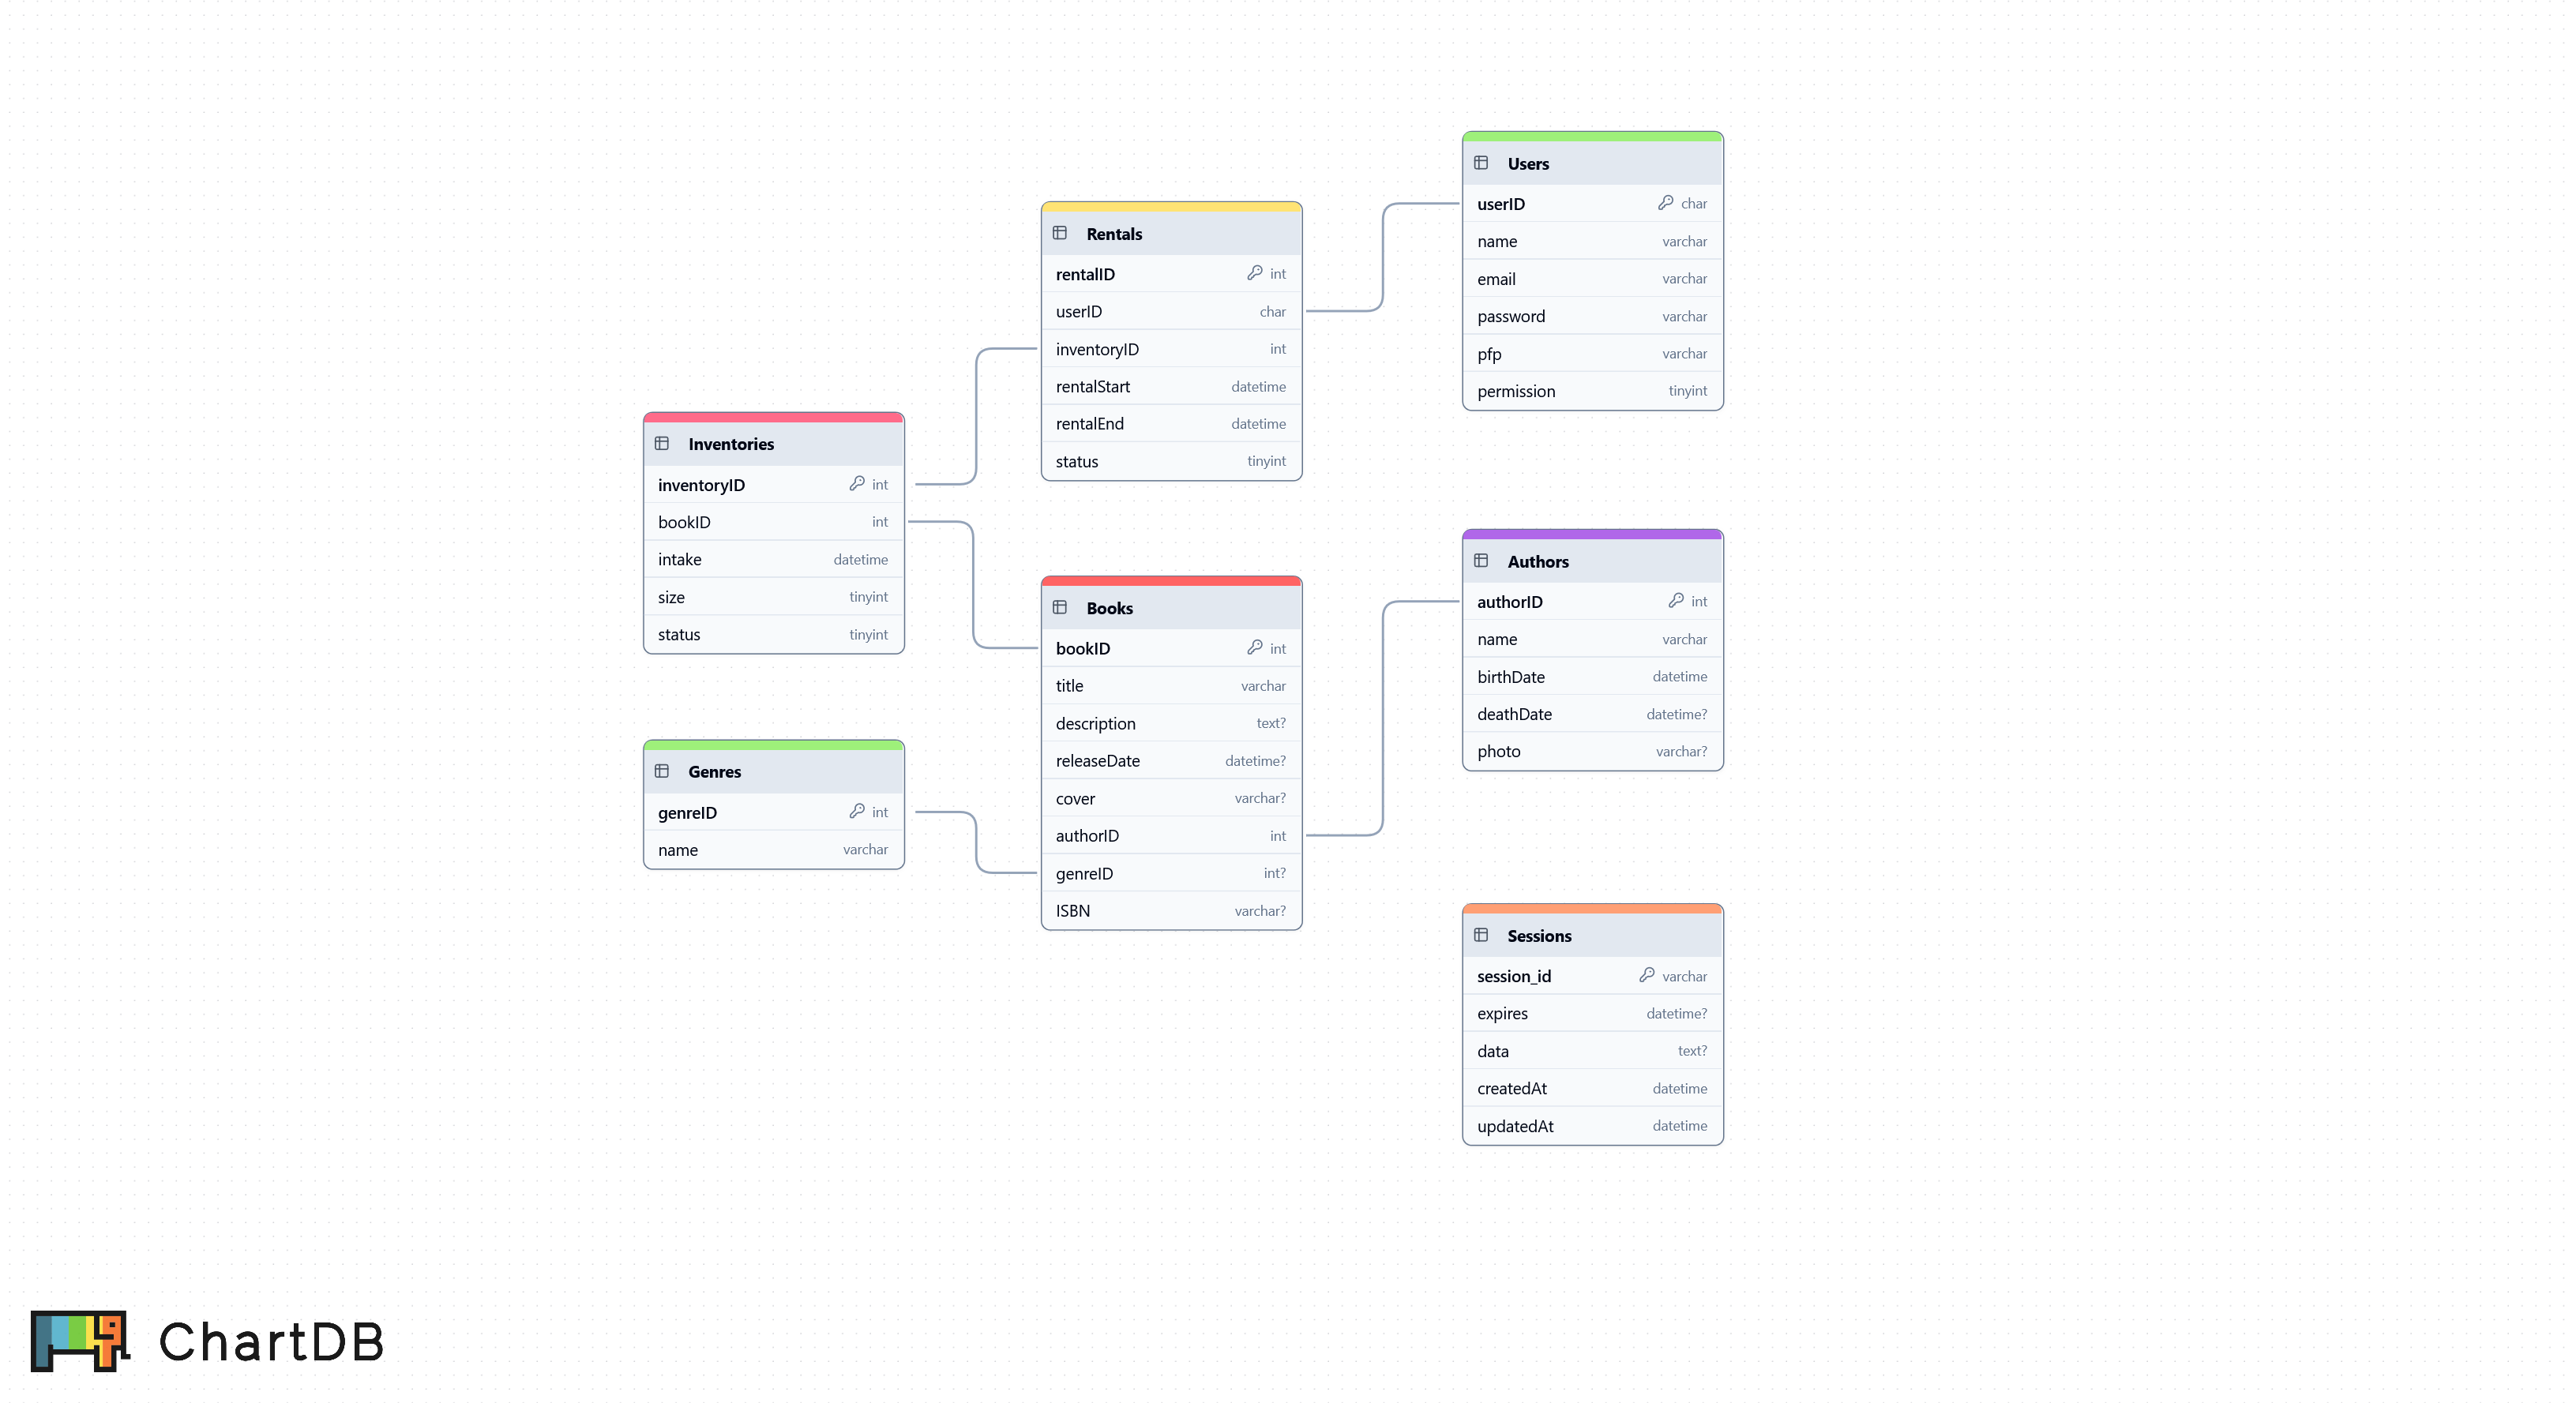 Users
userID char
name varchar
email varchar
password varchar
pfp varchar
permission tinyint
Rentals
rentalID int
userID char
inventoryID int
rentalStart datetime
rentalEnd datetime
status tinyint
Inventories
inventoryID int
bookID int
intake datetime
size tinyint
status tinyint
Books
bookID int
title varchar
description text?
releaseDate datetime?
cover varchar?
authorID int
genreID int?
ISBN varchar?
Authors
authorID int
name varchar
birthDate datetime
deathDate datetime?
photo varchar?
Genres
genreID int
name varchar
Sessions
session_id varchar
expires datetime?
data text?
createdAt datetime
updatedAt datetime
ChartDB